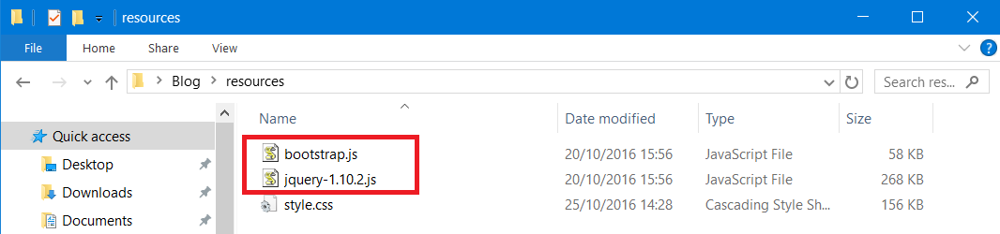 resources
File Home Share View
Blog resources Search res...
Name Date modified Type Size
Quick access
bootstrap.js 20/10/2016 15:56 JavaScript File 58 KB
Desktop
jquery-1.10.2.js 20/10/2016 15:56 JavaScript File 268 KB
Downloads
style.css 25/10/2016 14:28 Cascading Style Sh... 156 KB
Documents